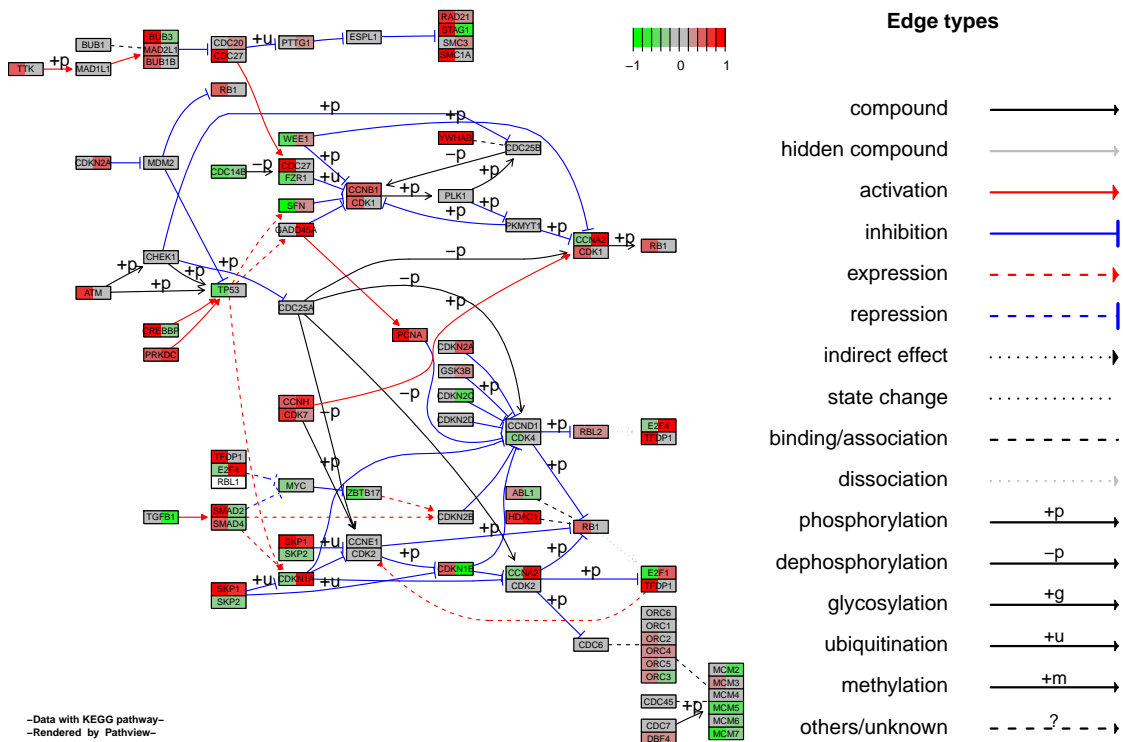 Edge types
compound
hidden compound
activation
inhibition
expression
repression
indirect effect
state change
binding/association
dissociation
phosphorylation
+p
dephosphorylation
−p
glycosylation
+g
ubiquitination
+u
methylation
+m
others/unknown
?
−1
0
1
RAD21
STAG1
SMC3
SMC1A
BUB1
BUB3
MAD2L1
BUB1B
CDC20
CDC27
+u
PTTG1
ESPL1
TTK
+p
MAD1L1
RB1
+p
WEE1
+p
YWHAB
CDC25B
−p
CDKN2A
MDM2
CDC14B
−p
CDC27
FZR1
+u
CCNB1
CDK1
+p
PLK1
+p
+p
SFN
GADD45A
+p
PKMYT1
+p
CCNA2
CDK1
+p
RB1
CHEK1
+p
+p
+p
+p
ATM
TP53
−p
−p
+p
CDC25A
CREBBP
PRKDC
PCNA
CDKN2A
GSK3B
+p
CDKN2C
CDKN2D
−p
CCNH
CDK7
−p
CCND1
CDK4
+p
RBL2
E2F4
TFDP1
TFDP1
E2F4
RBL1
+p
+p
MYC
ZBTB17
ABL1
TGFB1
SMAD2
SMAD4
CDKN2B
HDAC1
RB1
SKP1
SKP2
+u
CCNE1
CDK2
+p
+p
+p
CDKN1B
CCNA2
CDK2
+p
E2F1
TFDP1
SKP1
SKP2
+u
CDKN1A
+u
+p
CDC6
ORC6
ORC1
ORC2
ORC4
ORC5
ORC3
CDC45
CDC7
DBF4
+p
MCM2
MCM3
MCM4
MCM5
MCM6
MCM7
−Data with KEGG pathway−
−Rendered by Pathview−